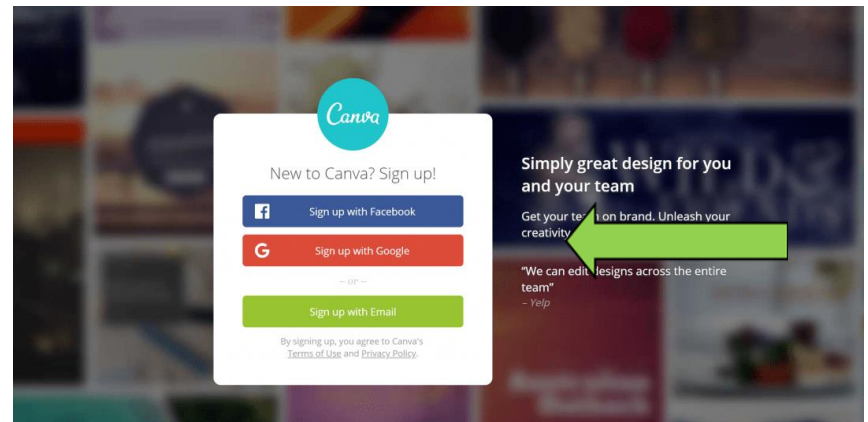 Canva
New to Canva? Sign up!
Sign up with Facebook
G Sign up with Google
– or –
Sign up with Email
By signing up, you agree to Canva's
Terms of Use and Privacy Policy.
Simply great design for you
and your team
Get your on brand. Unleash your
creativity
"We can edit designs across the entire
team"
– Yelp